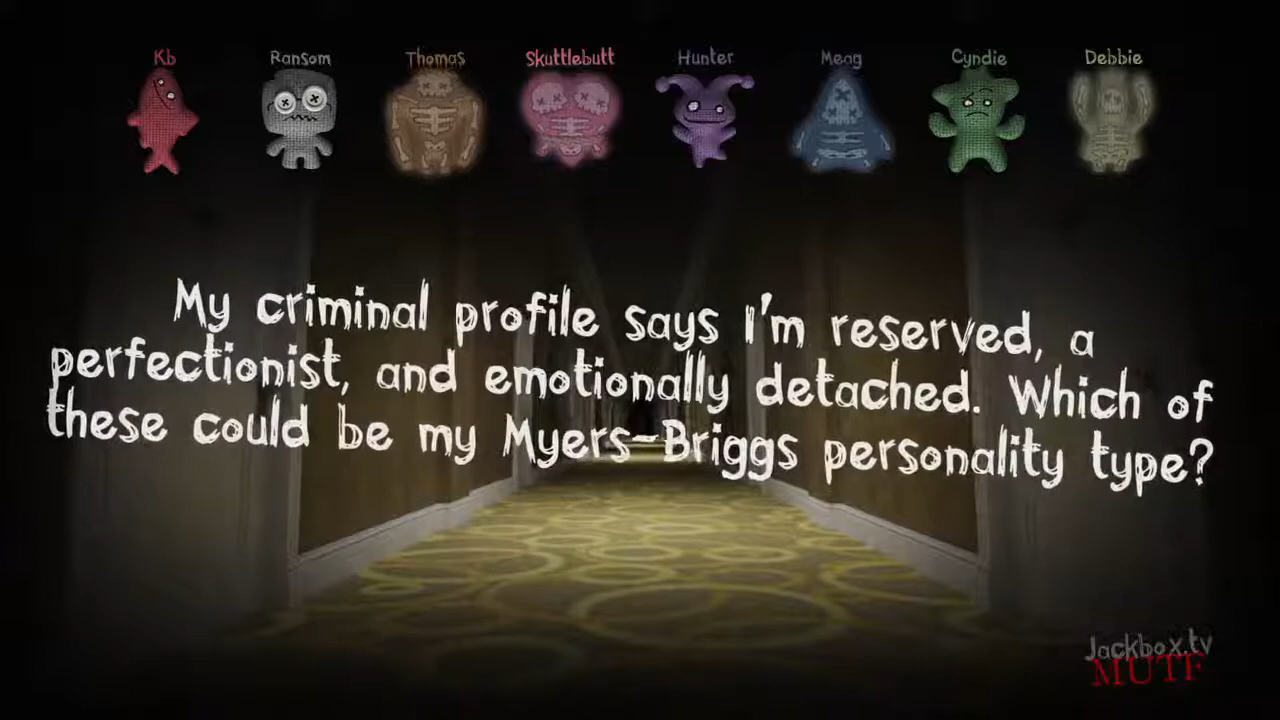 Kb Ransom Thomas Skuttlebutt Hunter Meag Cyndie Debbie
My criminal profile says I'm reserved, a
perfectionist, and emotionally detached. Which of
these could be my Myers-Briggs personality type?
Jackbox.tv
MUTF